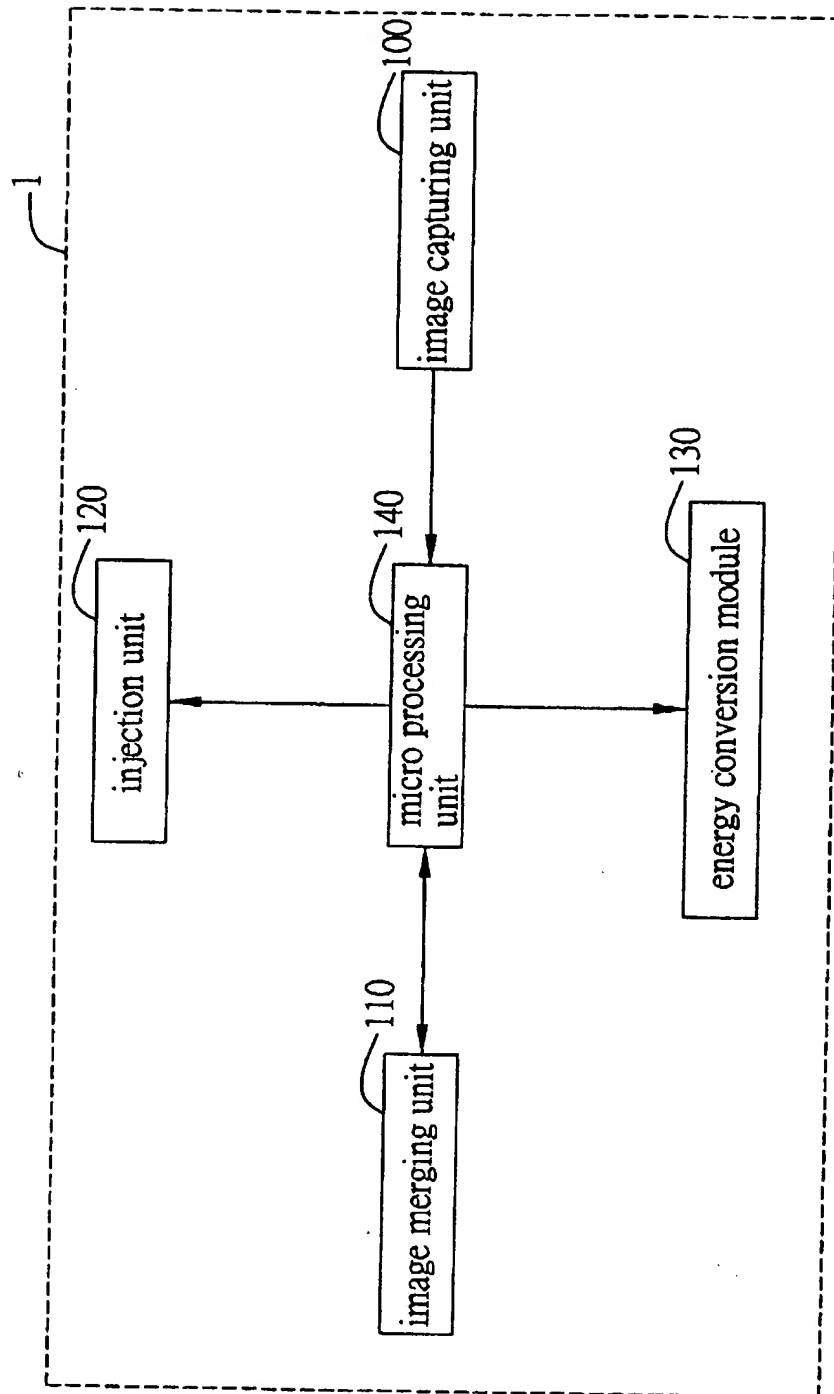 1
120
injection unit
110
image merging unit
140
micro processing
unit
100
image capturing unit
130
energy conversion module